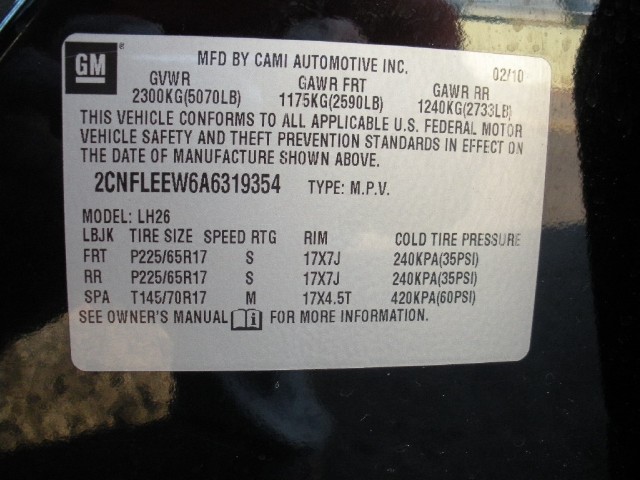 GM ®
MFD BY CAMI AUTOMOTIVE INC. 02/10
GVWR GAWR FRT GAWR RR
2300KG(5070LB) 1175KG(2590LB) 1240KG(2733LB)
THIS VEHICLE CONFORMS TO ALL APPLICABLE U.S. FEDERAL MOTOR
VEHICLE SAFETY AND THEFT PREVENTION STANDARDS IN EFFECT ON
THE DATE OF MANUFACTURE SHOWN ABOVE.
2CNFLEEW6A6319354 TYPE: M.P.V.
MODEL: LH26
LBJK TIRE SIZE SPEED RTG RIM COLD TIRE PRESSURE
FRT P225/65R17 S 17X7J 240KPA(35PSI)
RR P225/65R17 S 17X7J 240KPA(35PSI)
SPA T145/70R17 M 17X4.5T 420KPA(60PSI)
SEE OWNER'S MANUAL i FOR MORE INFORMATION.